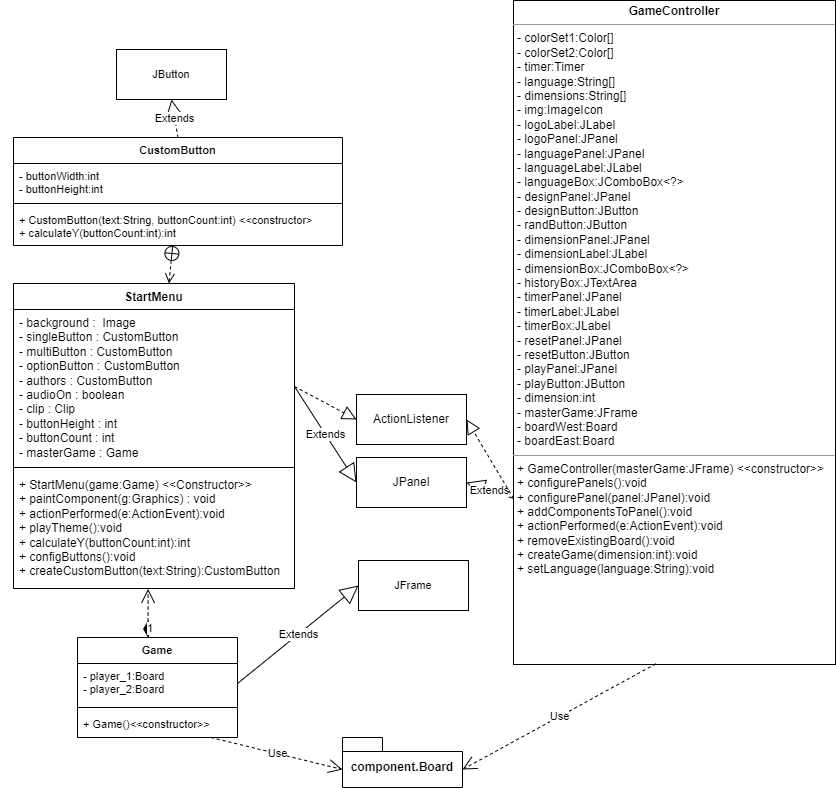 JButton
Extends
CustomButton
- buttonWidth:int
- buttonHeight:int
+ CustomButton(text:String, buttonCount:int) <<constructor>
+ calculateY(buttonCount:int):int
StartMenu
- background : Image
- singleButton : CustomButton
- multiButton : CustomButton
- optionButton : CustomButton
- authors : CustomButton
- audioOn : boolean
- clip : Clip
- buttonHeight : int
- buttonCount : int
- masterGame : Game
+ StartMenu(game:Game) <<Constructor>>
+ paintComponent(g:Graphics) : void
+ actionPerformed(e:ActionEvent):void
+ playTheme():void
+ calculateY(buttonCount:int):int
+ configButtons():void
+ createCustomButton(text:String):CustomButton
1
Game
- player_1:Board
- player_2:Board
+ Game()<<constructor>>
Extends
ActionListener
JPanel
Extends
JFrame
Extends
Use
component.Board
Use
GameController
- colorSet1:Color[]
- colorSet2:Color[]
- timer:Timer
- language:String[]
- dimensions:String[]
- img:ImageIcon
- logoLabel:JLabel
- logoPanel:JPanel
- languagePanel:JPanel
- languageLabel:JLabel
- languageBox:JComboBox<?>
- designPanel:JPanel
- designButton:JButton
- randButton:JButton
- dimensionPanel:JPanel
- dimensionLabel:JLabel
- dimensionBox:JComboBox<?>
- historyBox:JTextArea
- timerPanel:JPanel
- timerLabel:JLabel
- timerBox:JLabel
- resetPanel:JPanel
- resetButton:JButton
- playPanel:JPanel
- playButton:JButton
- dimension:int
- masterGame:JFrame
- boardWest:Board
- boardEast:Board
+ GameController(masterGame:JFrame) <<constructor>>
+ configurePanels():void
+ configurePanel(panel:JPanel):void
+ addComponentsToPanel():void
+ actionPerformed(e:ActionEvent):void
+ removeExistingBoard():void
+ createGame(dimension:int):void
+ setLanguage(language:String):void